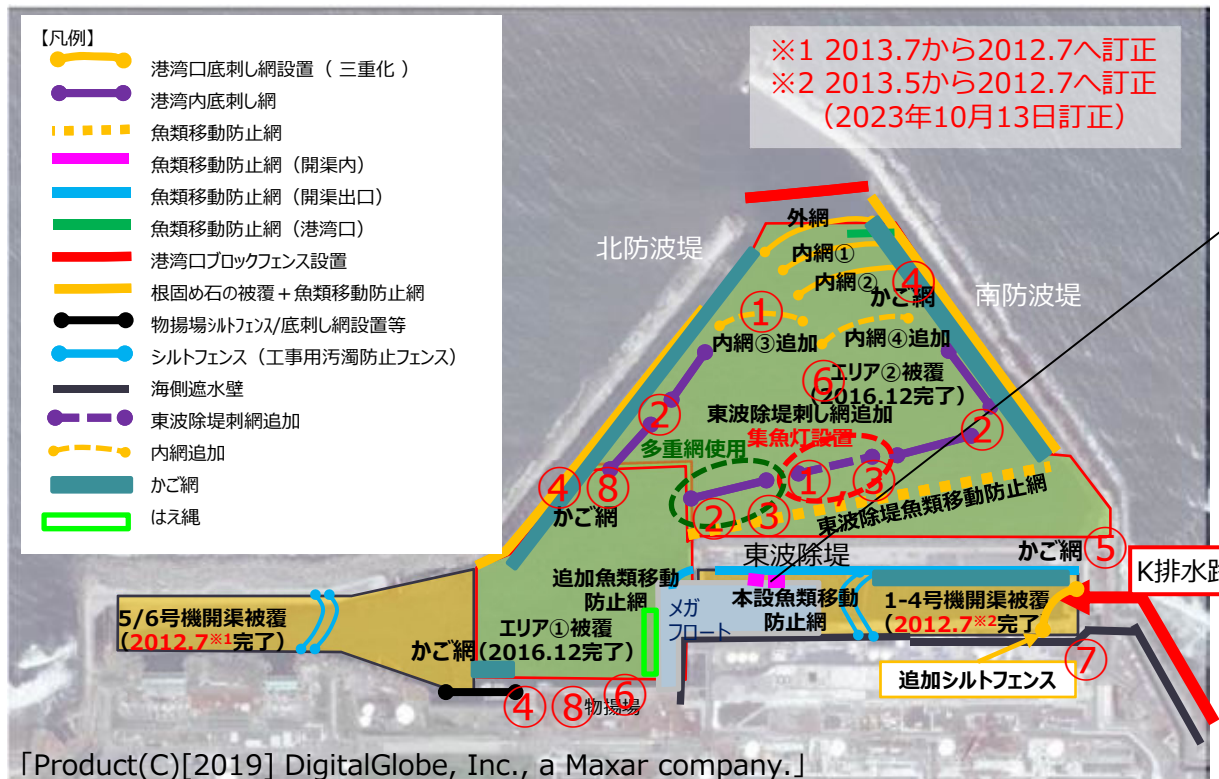 【凡例】
港湾口底刺し網設置（ 三重化 ）
港湾内底刺し網
魚類移動防止網
魚類移動防止網（開渠内）
魚類移動防止網（開渠出口）
魚類移動防止網（港湾口）
港湾口ブロックフェンス設置
根固め石の被覆＋魚類移動防止網
物揚場シルトフェンス/底刺し網設置等
シルトフェンス（工事用汚濁防止フェンス）
海側遮水壁
東波除堤刺網追加
内網追加
かご網
はえ縄
※1 2013.7から2012.7へ訂正
※2 2013.5から2012.7へ訂正
（2023年10月13日訂正）
外網
北防波堤
内網①
内網②
④
かご網
南防波堤
①
内網③追加
内網④追加
⑥
エリア②被覆
(2016.12完了)
東波除堤刺し網追加
②
集魚灯設置
②
多重網使用
④
⑧
かご網
①
③
②
③
東波除堤魚類移動防止網
東波除堤
かご網
⑤
K排水路
追加魚類移動
防止網
メガ
フロート
本設魚類移動
防止網
1-4号機開渠被覆
（2012.7※2完了）
5/6号機開渠被覆
（2012.7※1完了）
エリア①被覆
(2016.12完了)
かご網
⑦
追加シルトフェンス
④
⑧
物揚場
⑥
「Product(C)[2019] DigitalGlobe, Inc., a Maxar company.」